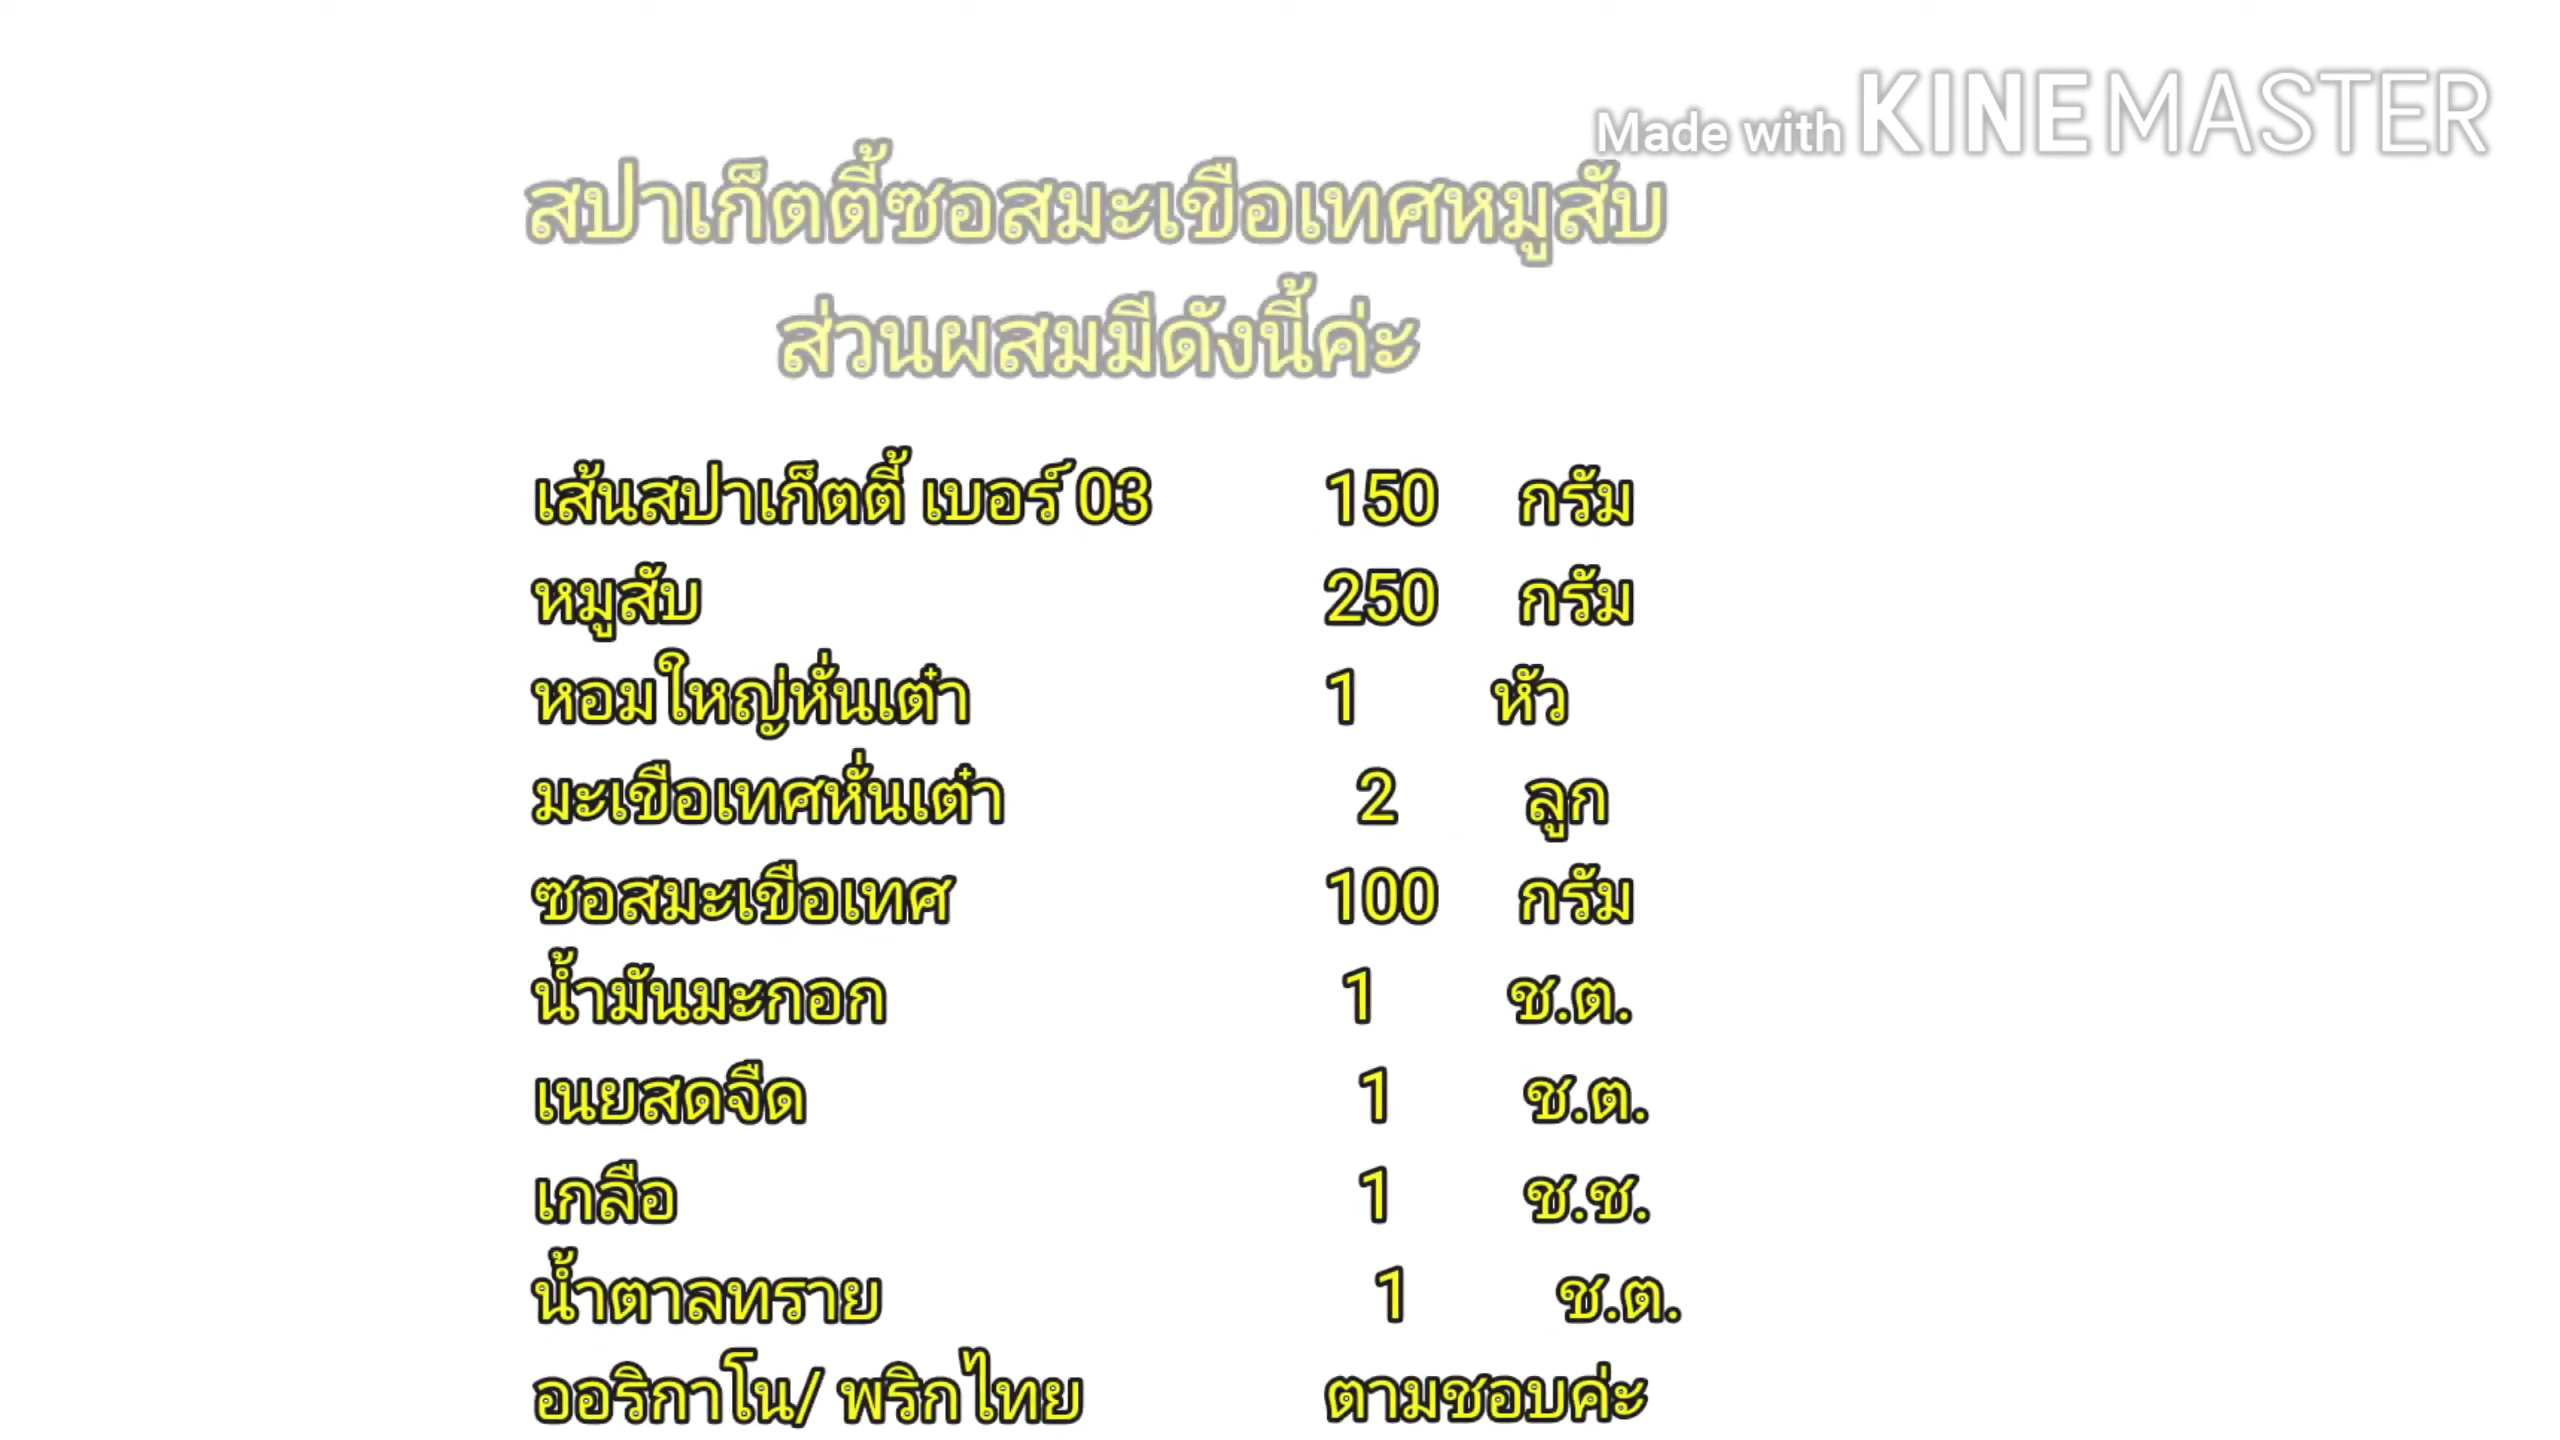 Made with KINEMASTER
สปาเก็ตตี้ซอสมะเขือเทศหมูสับ
ส่วนผสมมีดังนี้ค่ะ
เส้นสปาเก็ตตี้ เบอร์ 03 150 กรัม
หมูสับ 250 กรัม
หอมใหญ่หั่นเต๋า 1 หัว
มะเขือเทศหั่นเต๋า 2 ลูก
ซอสมะเขือเทศ 100 กรัม
น้ำมันมะกอก 1 ช.ต.
เนยสดจืด 1 ช.ต.
เกลือ 1 ช.ช.
น้ำตาลทราย 1 ช.ต.
ออริกาโน/ พริกไทย ตามชอบค่ะ